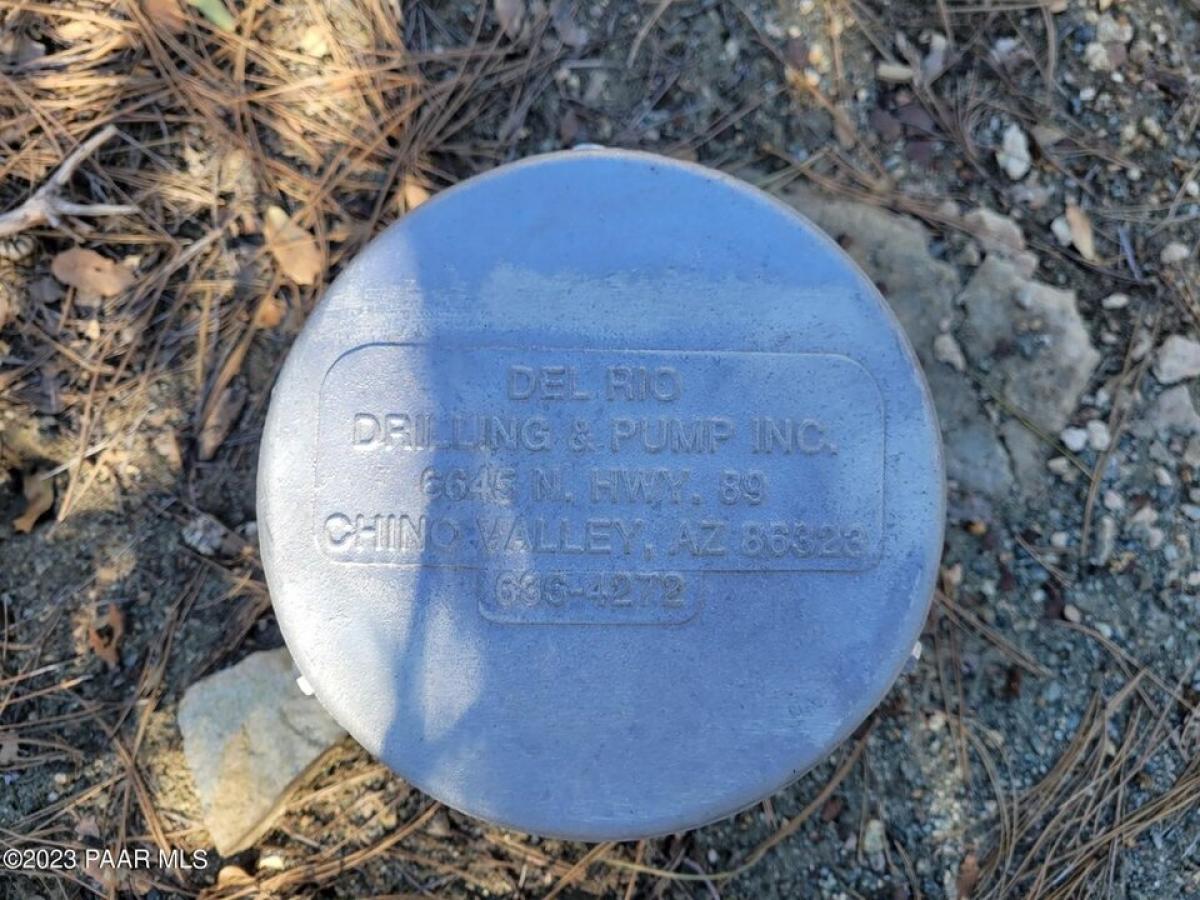 DEL RIO
DRILLING & PUMP INC.
6645 N. HWY. 89
CHINO VALLEY, AZ 86323
636-4272
©2023 PAAR MLS